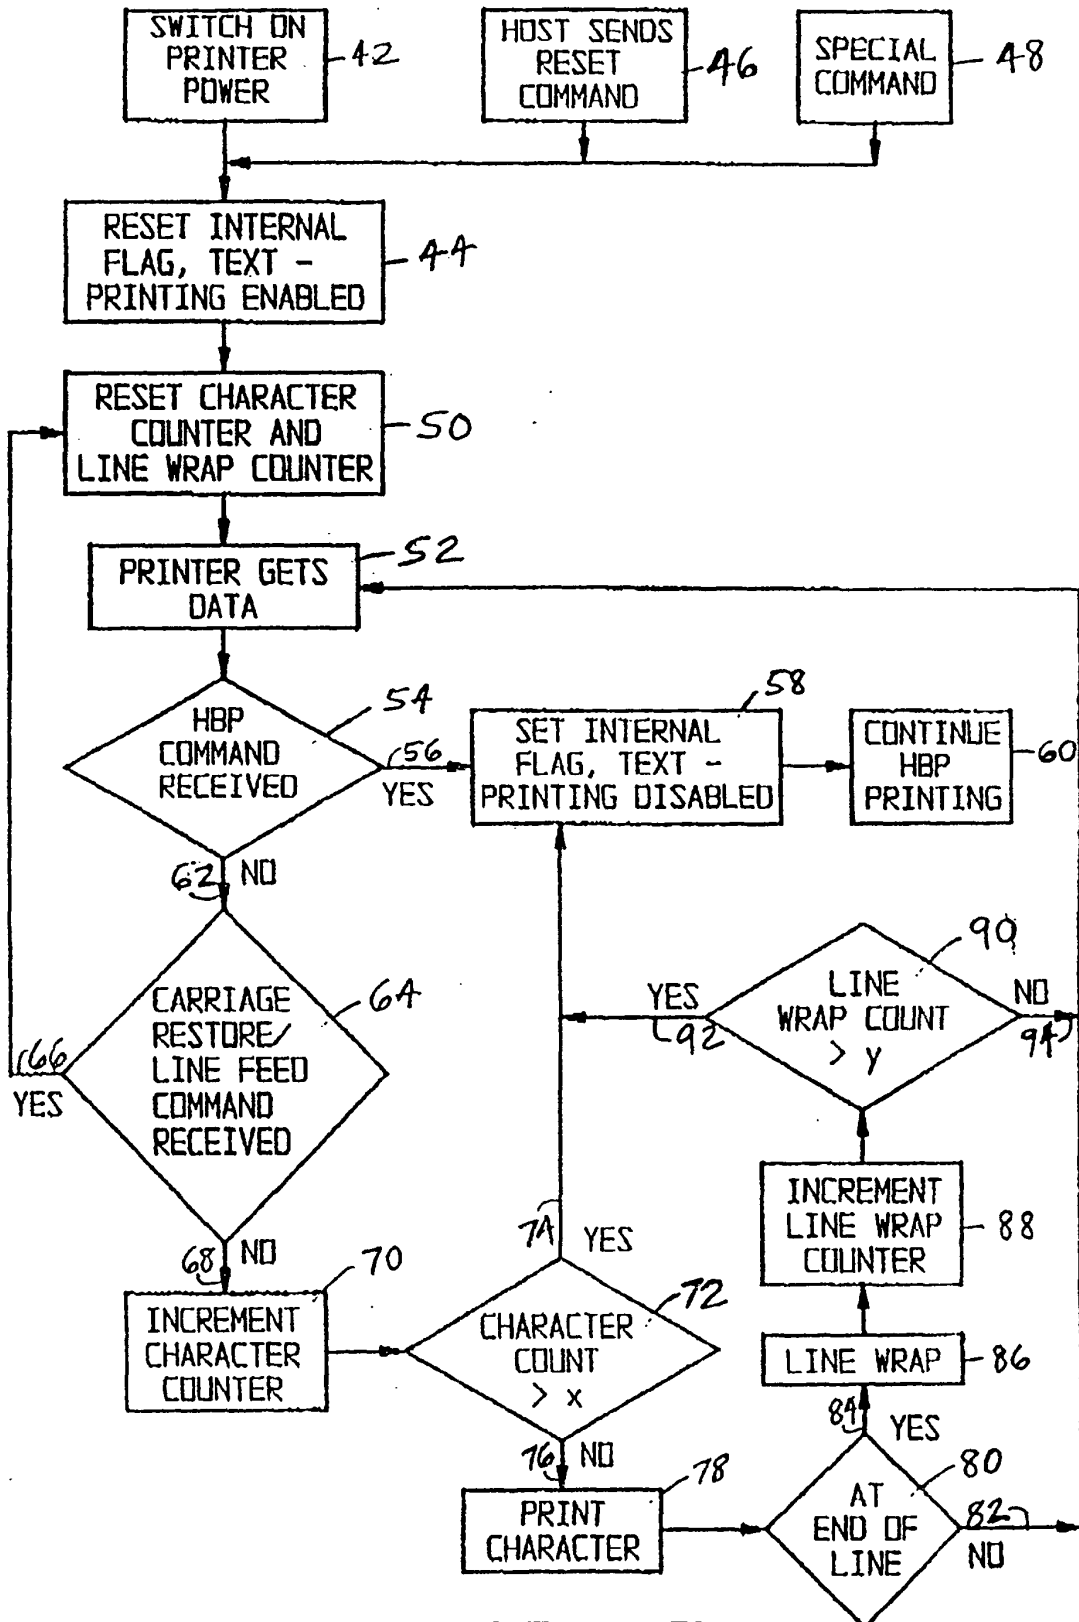 SWITCH ON
PRINTER
POWER
42
HOST SENDS
RESET
COMMAND
46
SPECIAL
COMMAND
48
RESET INTERNAL
FLAG, TEXT -
PRINTING ENABLED
44
RESET CHARACTER
COUNTER AND
LINE WRAP COUNTER
50
PRINTER GETS
DATA
52
HBP
COMMAND
RECEIVED
54
56
YES
SET INTERNAL
FLAG, TEXT -
PRINTING DISABLED
58
CONTINUE
HBP
PRINTING
60
62
NO
CARRIAGE
RESTORE/
LINE FEED
COMMAND
RECEIVED
64
66
YES
LINE
WRAP COUNT
> y
90
YES
92
NO
94
68
NO
INCREMENT
CHARACTER
COUNTER
70
74
YES
CHARACTER
COUNT
> x
72
INCREMENT
LINE WRAP
COUNTER
88
LINE WRAP
86
84
YES
76
NO
PRINT
CHARACTER
78
AT
END OF
LINE
80
82
NO